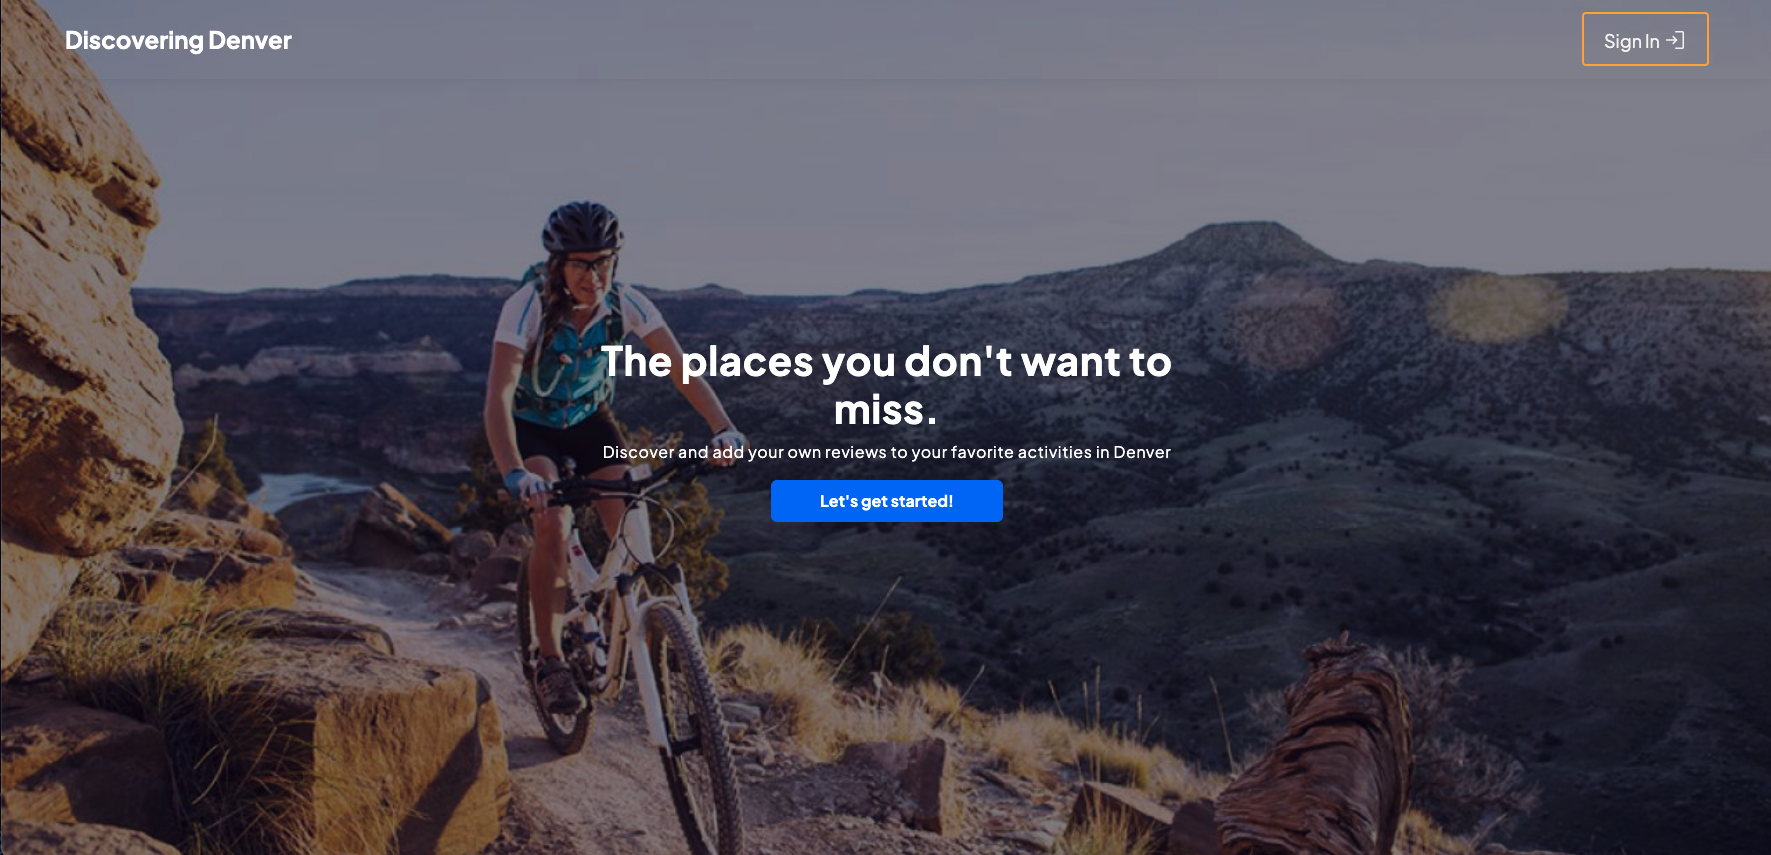 Discovering Denver
Sign In
The places you don't want to
miss.
Discover and add your own reviews to your favorite activities in Denver
Let's get started!